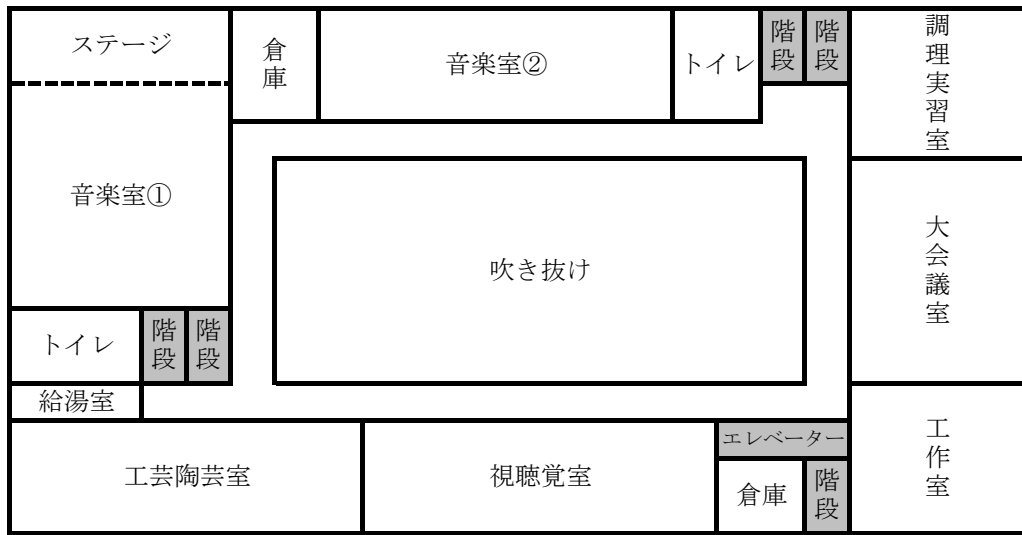 ステージ
倉庫
音楽室②
トイレ
階段
階段
調理実習室
音楽室①
吹き抜け
大会議室
トイレ
階段
階段
給湯室
工芸陶芸室
視聴覚室
エレベーター
倉庫
階段
工作室